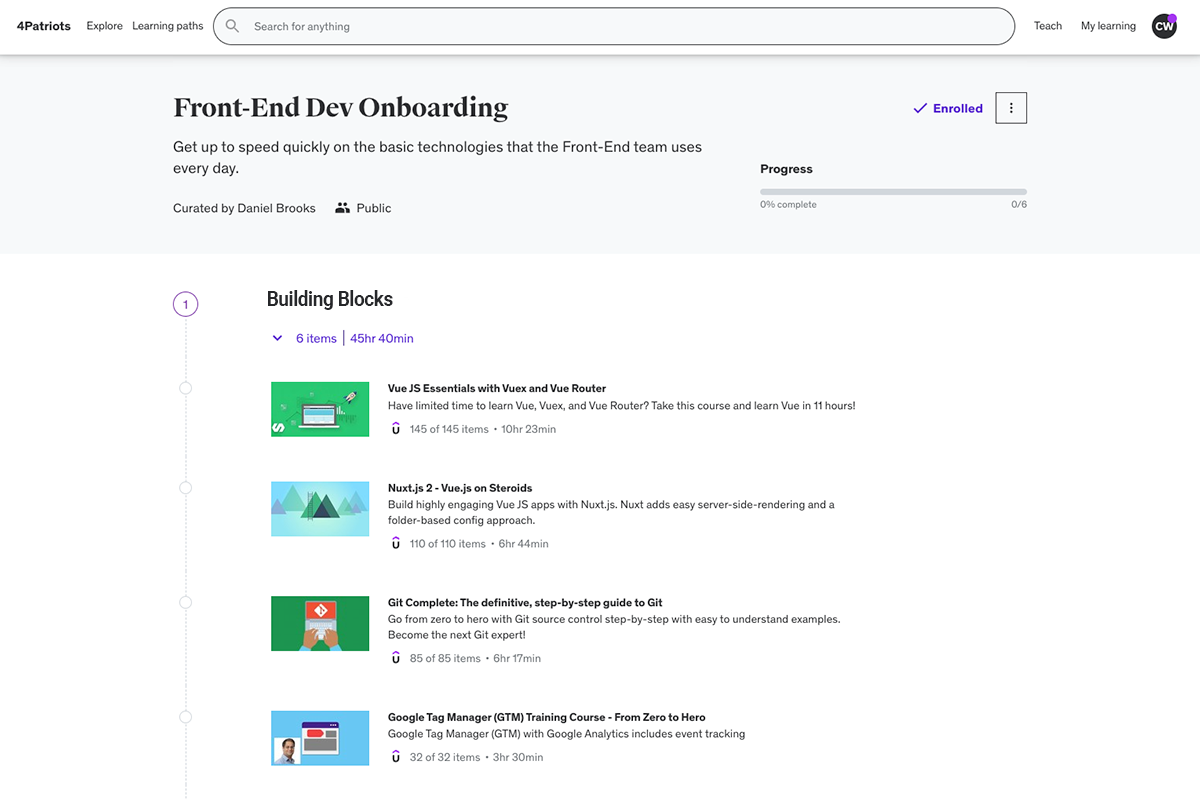 4Patriots
Explore
Learning paths
Search for anything
Teach
My learning
CW
Front-End Dev Onboarding
Enrolled
Get up to speed quickly on the basic technologies that the Front-End team uses
every day.
Progress
0% complete
0/6
Curated by Daniel Brooks
Public
1
Building Blocks
6 items
45hr 40min
Vue JS Essentials with Vuex and Vue Router
Have limited time to learn Vue, Vuex, and Vue Router? Take this course and learn Vue in 11 hours!
145 of 145 items • 10hr 23min
Nuxt.js 2 - Vue.js on Steroids
Build highly engaging Vue JS apps with Nuxt.js. Nuxt adds easy server-side-rendering and a
folder-based config approach.
110 of 110 items • 6hr 44min
Git Complete: The definitive, step-by-step guide to Git
Go from zero to hero with Git source control step-by-step with easy to understand examples.
Become the next Git expert!
85 of 85 items • 6hr 17min
Google Tag Manager (GTM) Training Course - From Zero to Hero
Google Tag Manager (GTM) with Google Analytics includes event tracking
32 of 32 items • 3hr 30min